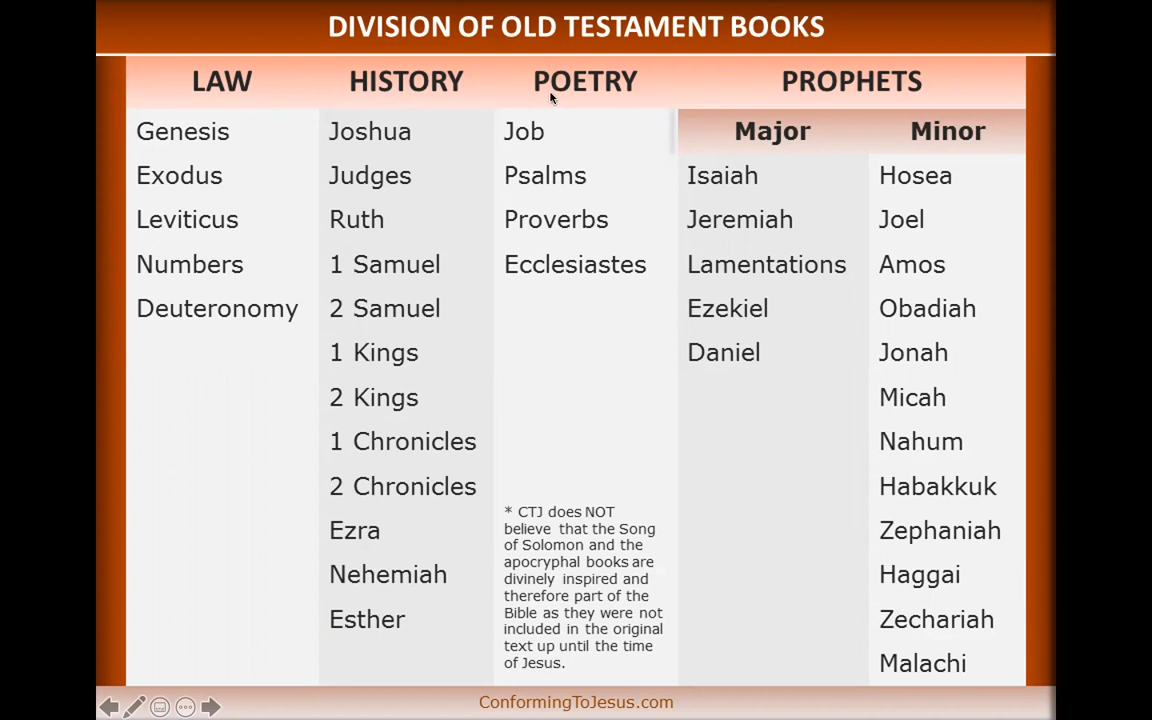 DIVISION OF OLD TESTAMENT BOOKS
LAW
HISTORY
POETRY
PROPHETS
Genesis
Exodus
Leviticus
Numbers
Deuteronomy
Joshua
Judges
Ruth
1 Samuel
2 Samuel
1 Kings
2 Kings
1 Chronicles
2 Chronicles
Ezra
Nehemiah
Esther
Job
Psalms
Proverbs
Ecclesiastes
* CTJ does NOT
believe that the Song
of Solomon and the
apocryphal books are
divinely inspired and
therefore part of the
Bible as they were not
included in the original
text up until the time
of Jesus.
Major
Isaiah
Jeremiah
Lamentations
Ezekiel
Daniel
Minor
Hosea
Joel
Amos
Obadiah
Jonah
Micah
Nahum
Habakkuk
Zephaniah
Haggai
Zechariah
Malachi
ConformingToJesus.com